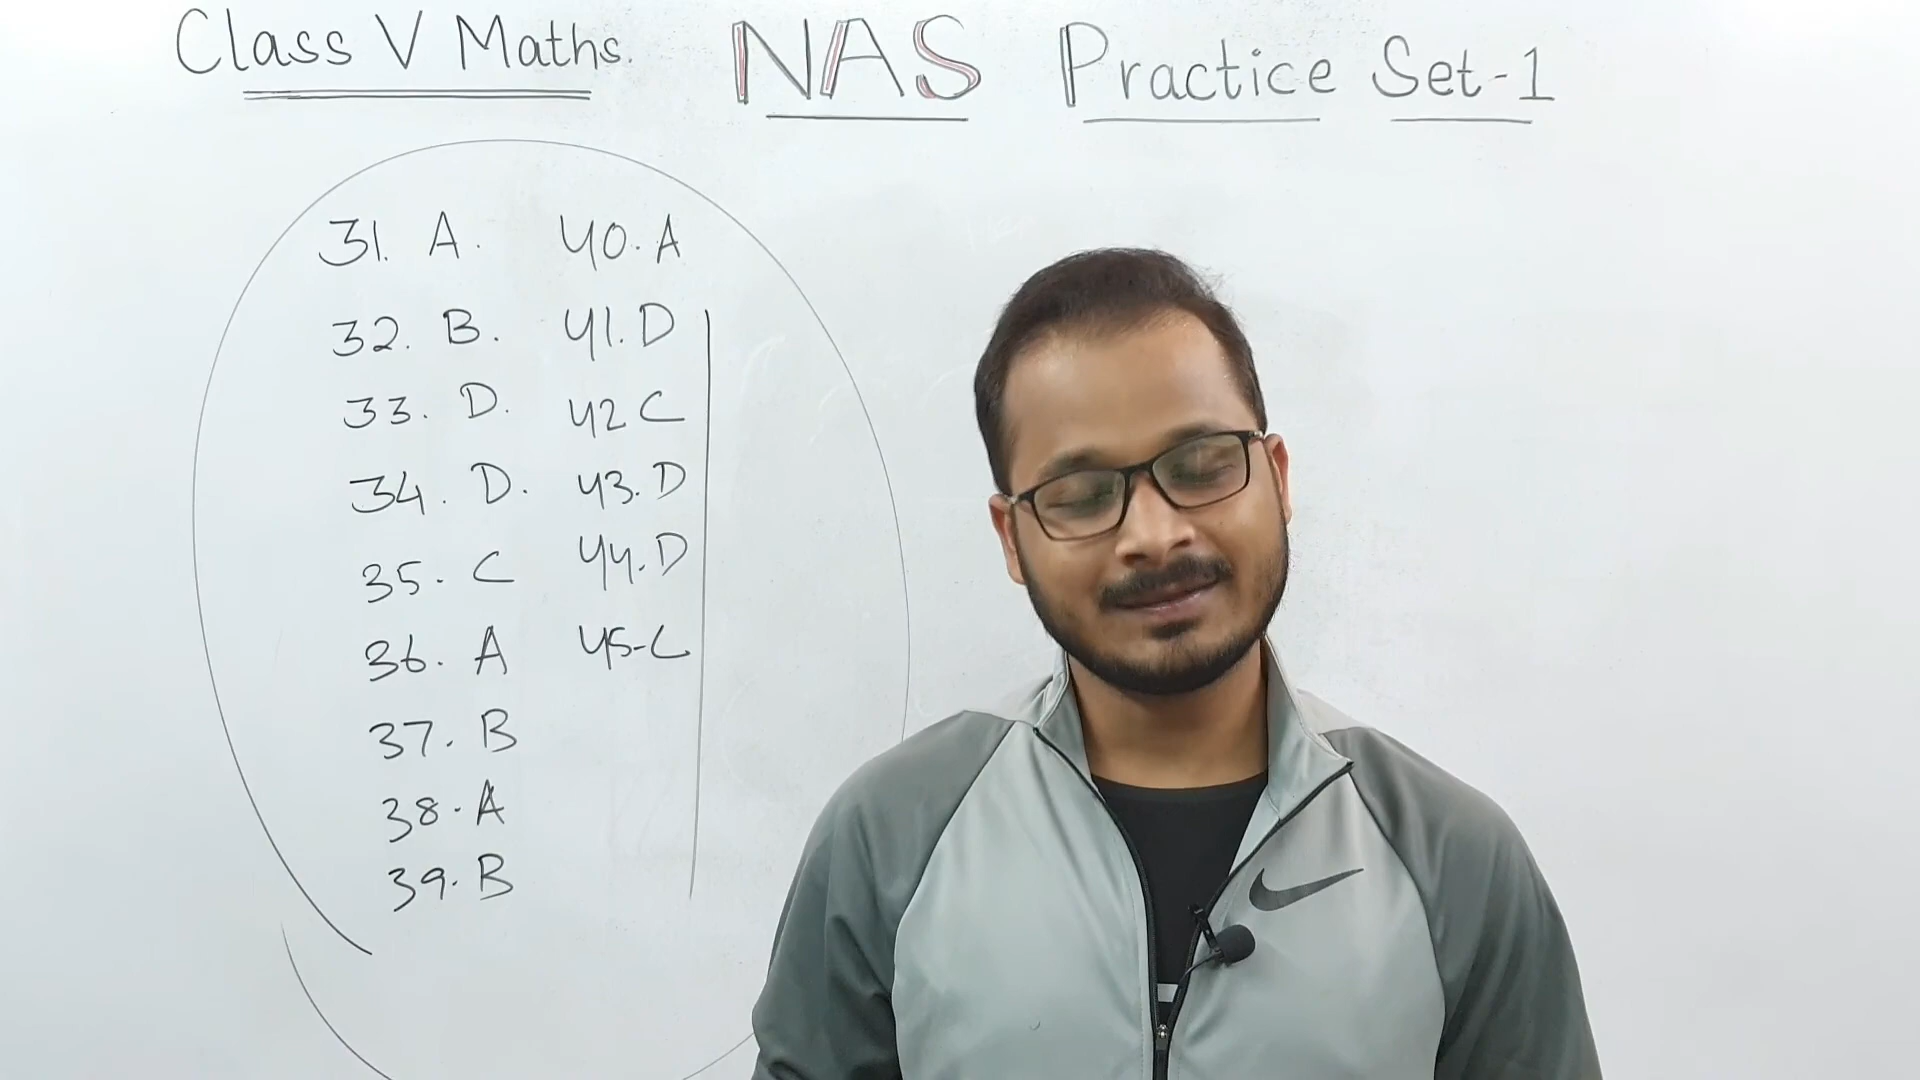 Class V Maths. NAS Practice Set-1
31. A.
32. B.
33. D.
34. D.
35. C
36. A
37. B
38. A
39. B
40. A
41. D
42 C
43. D
44. D
45-C